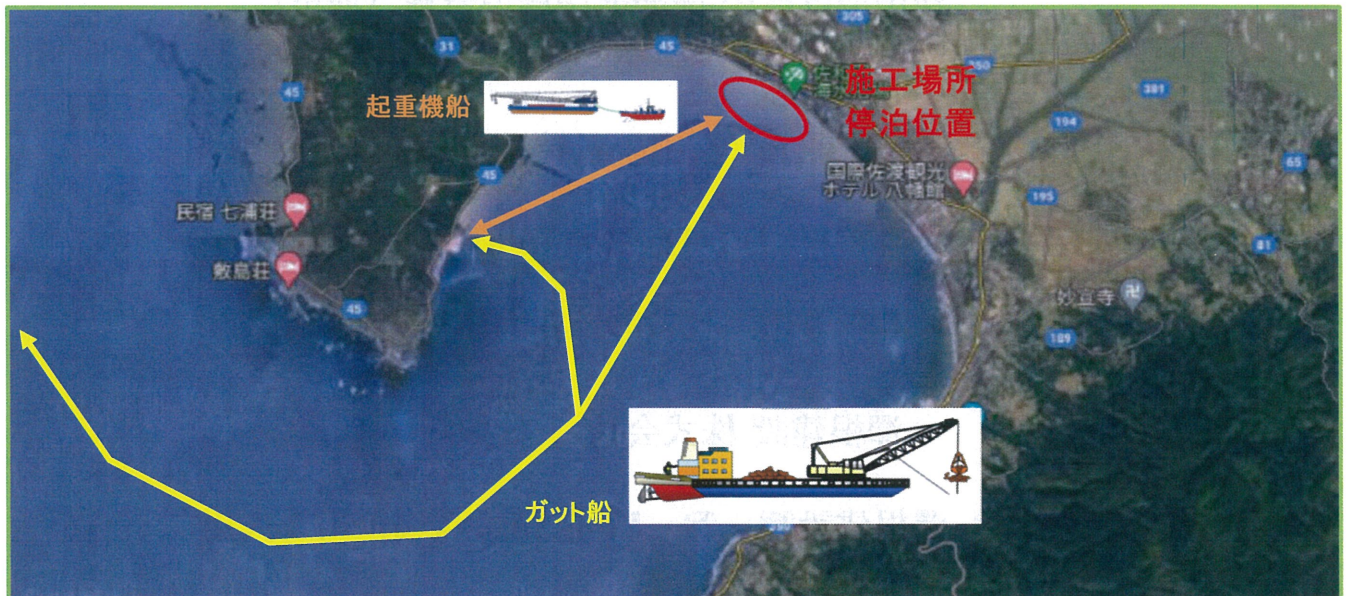 305
31
45
45
350
施工場所
停泊位置
起重機船
381
194
65
45
国際佐渡観光
ホテル 八幡館
195
民宿 七浦荘
敷島荘
81
45
妙宣寺
189
ガット船